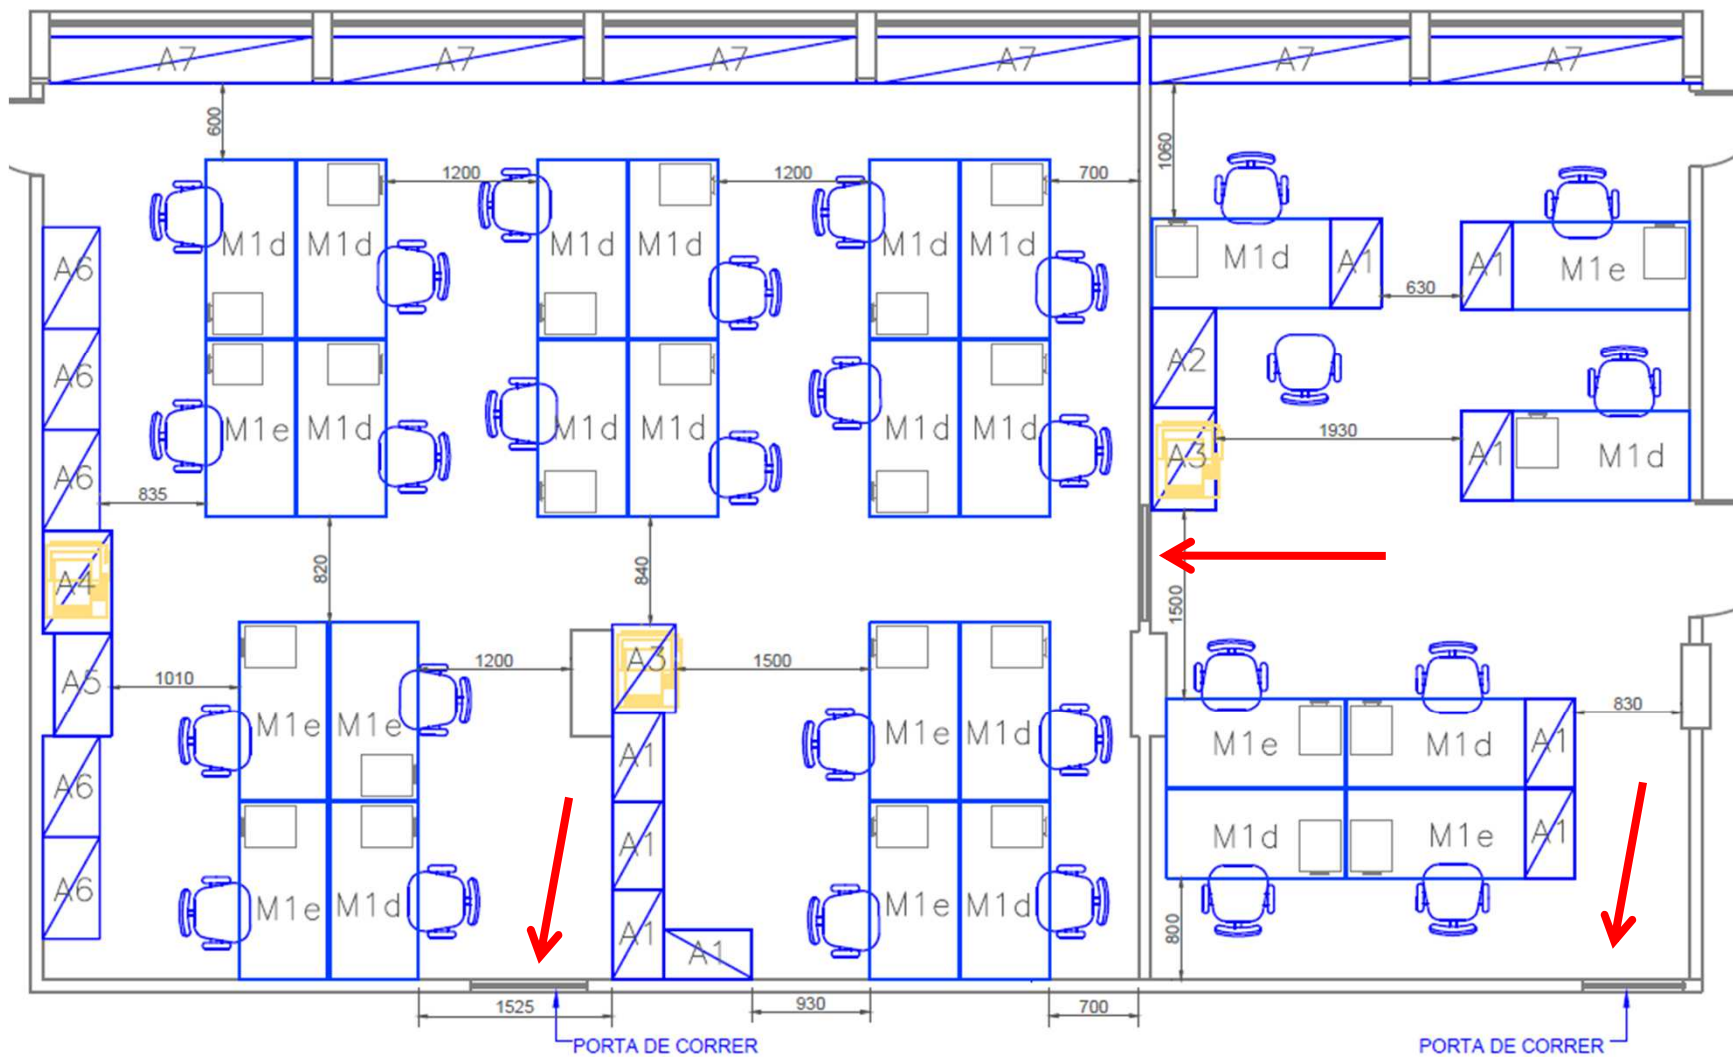 A7 A7 A7 A7 A7 A7
600
1060
1200 1200 700
M1d M1d M1d M1d M1d M1d M1d A1 A1 M1e
A6
630
A6 A2
M1e M1d M1d M1d M1d M1d
1930
A3 A1 M1d
A6
835
820 840
A4
1500
A3
1200 1500
1010
A5
830
M1e M1e A1 M1e M1d M1e M1d A1
A6
A1 M1d M1e A1
A6
M1e M1d M1e M1d
A1 A1
800
1525 930 700
PORTA DE CORRER PORTA DE CORRER